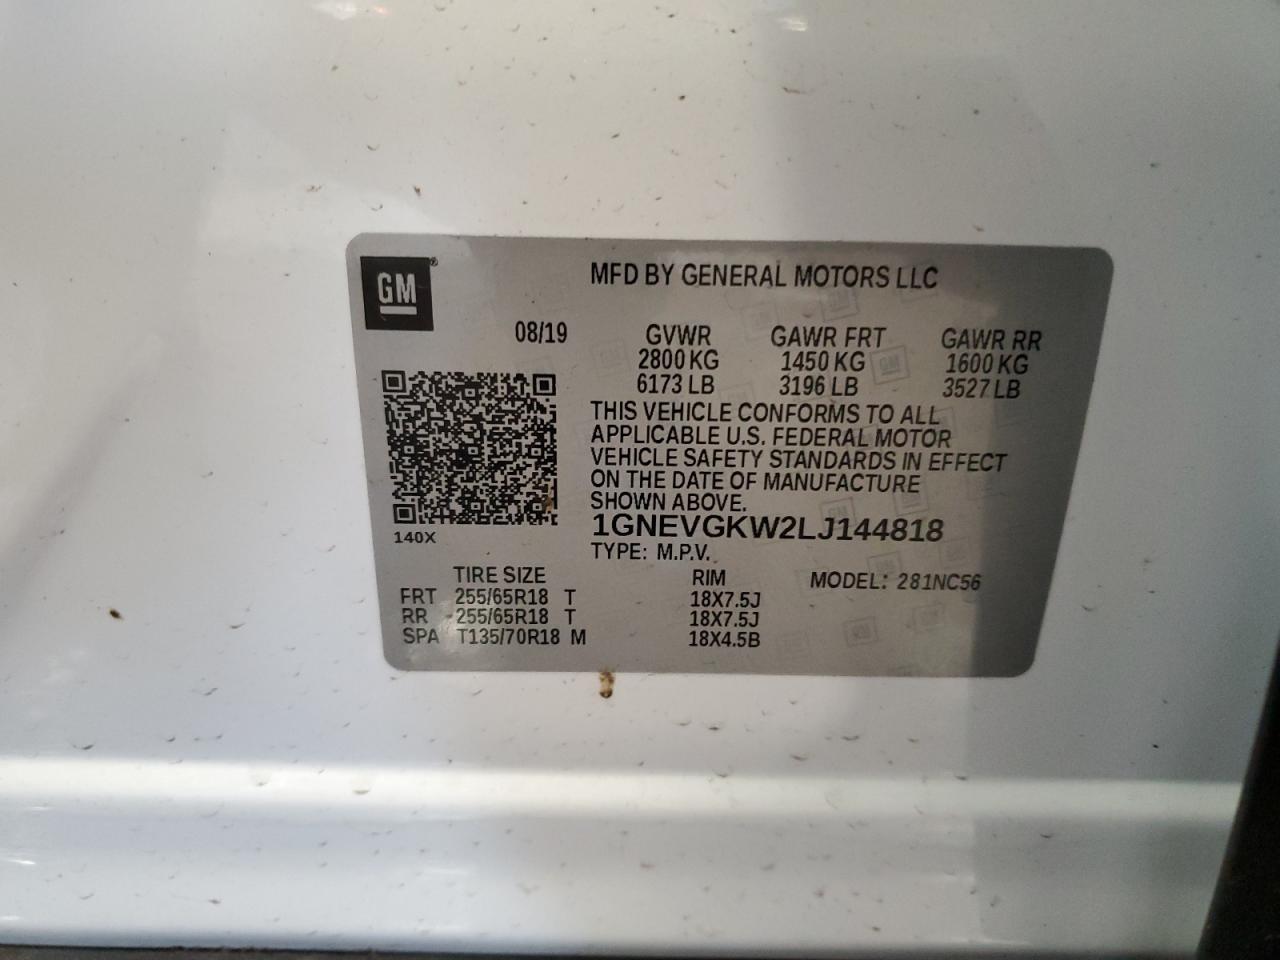 GM®
MFD BY GENERAL MOTORS LLC
08/19 GVWR GAWR FRT GAWR RR
2800 KG 1450 KG 1600 KG
6173 LB 3196 LB 3527 LB
THIS VEHICLE CONFORMS TO ALL
APPLICABLE U.S. FEDERAL MOTOR
VEHICLE SAFETY STANDARDS IN EFFECT
ON THE DATE OF MANUFACTURE
SHOWN ABOVE.
1GNEVGKW2LJ144818
140X
TYPE: M.P.V.
TIRE SIZE RIM MODEL: 281NC56
FRT 255/65R18 T 18X7.5J
RR 255/65R18 T 18X7.5J
SPA T135/70R18 M 18X4.5B